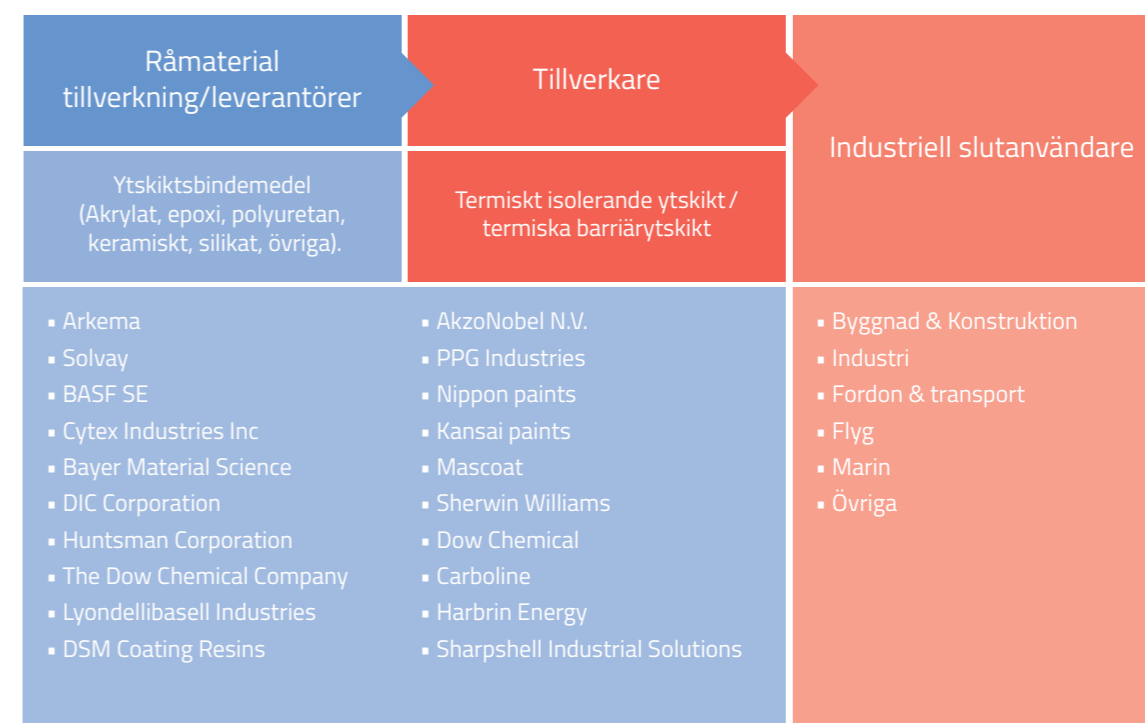 Råmaterial
tillverkning/leverantörer
Tillverkare
Industriell slutanvändare
Ytskiktsbindemedel
(Akrylat, epoxi, polyuretan,
keramiskt, silikat, övriga).
Termiskt isolerande ytskikt /
termiska barriärytskikt
▪ Arkema
▪ Solvay
▪ BASF SE
▪ Cytex Industries Inc
▪ Bayer Material Science
▪ DIC Corporation
▪ Huntsman Corporation
▪ The Dow Chemical Company
▪ Lyondellibasell Industries
▪ DSM Coating Resins
▪ AkzoNobel N.V.
▪ PPG Industries
▪ Nippon paints
▪ Kansai paints
▪ Mascoat
▪ Sherwin Williams
▪ Dow Chemical
▪ Carboline
▪ Harbrin Energy
▪ Sharpshell Industrial Solutions
▪ Byggnad & Konstruktion
▪ Industri
▪ Fordon & transport
▪ Flyg
▪ Marin
▪ Övriga